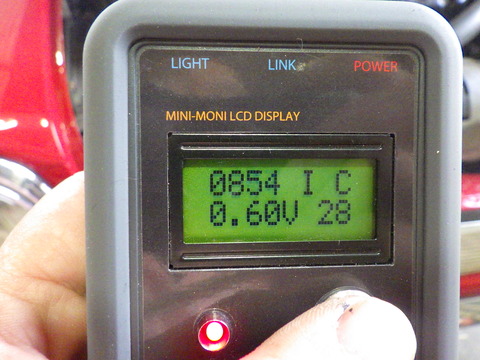 LIGHT LINK POWER
MINI-MONI LCD DISPLAY
0854 I C
0.60V 28